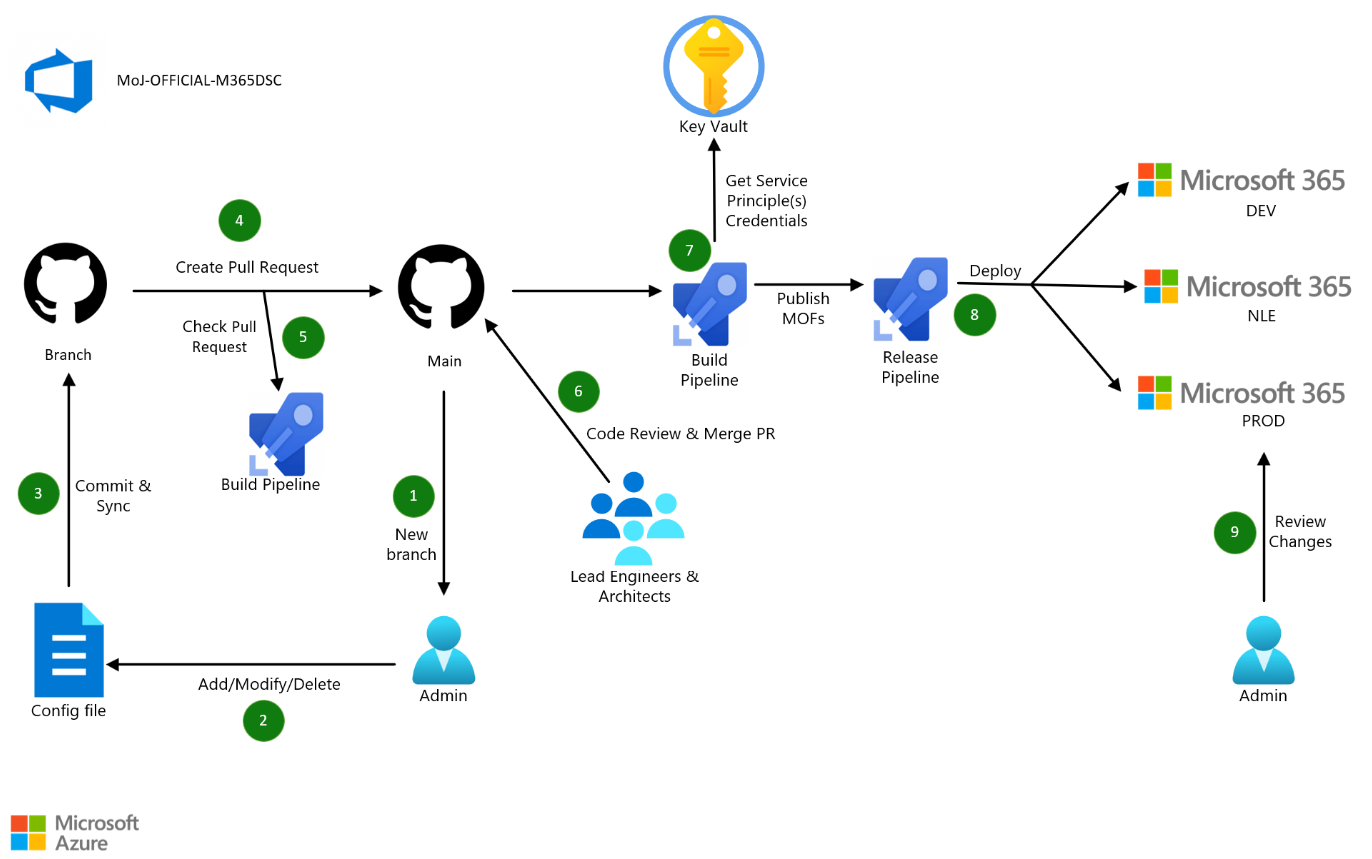 MoJ-OFFICIAL-M365DSC
Key Vault
Get Service
Principle(s)
Credentials
Microsoft 365
DEV
4
Create Pull Request
7
Check Pull
Request
5
Branch
Main
Build
Pipeline
Publish
MOFs
Deploy
8
Release
Pipeline
Microsoft 365
NLE
Microsoft 365
PROD
6
Code Review & Merge PR
Build Pipeline
3
Commit &
Sync
1
New
branch
Lead Engineers &
Architects
9
Review
Changes
Config file
Add/Modify/Delete
2
Admin
Admin
Microsoft
Azure